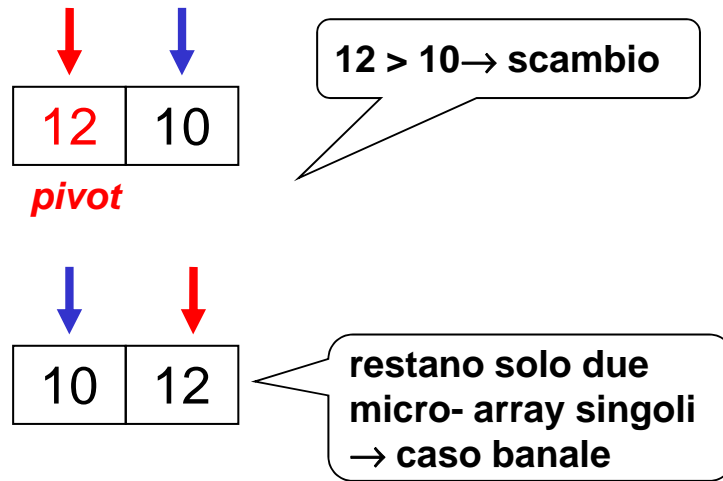 12 > 10→ scambio
12 10
pivot
10 12
restano solo due
micro- array singoli
→ caso banale